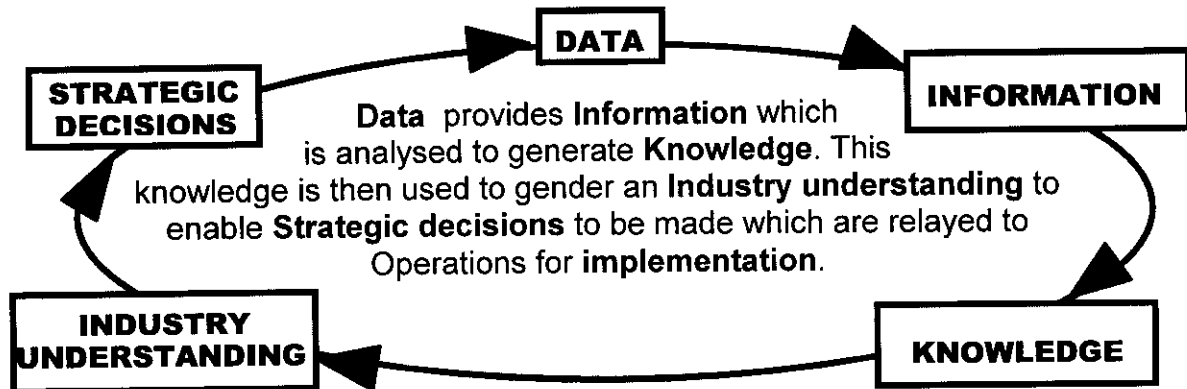 DATA
STRATEGIC
DECISIONS
INFORMATION
Data provides Information which
is analysed to generate Knowledge. This
knowledge is then used to gender an Industry understanding to
enable Strategic decisions to be made which are relayed to
Operations for implementation.
INDUSTRY
UNDERSTANDING
KNOWLEDGE